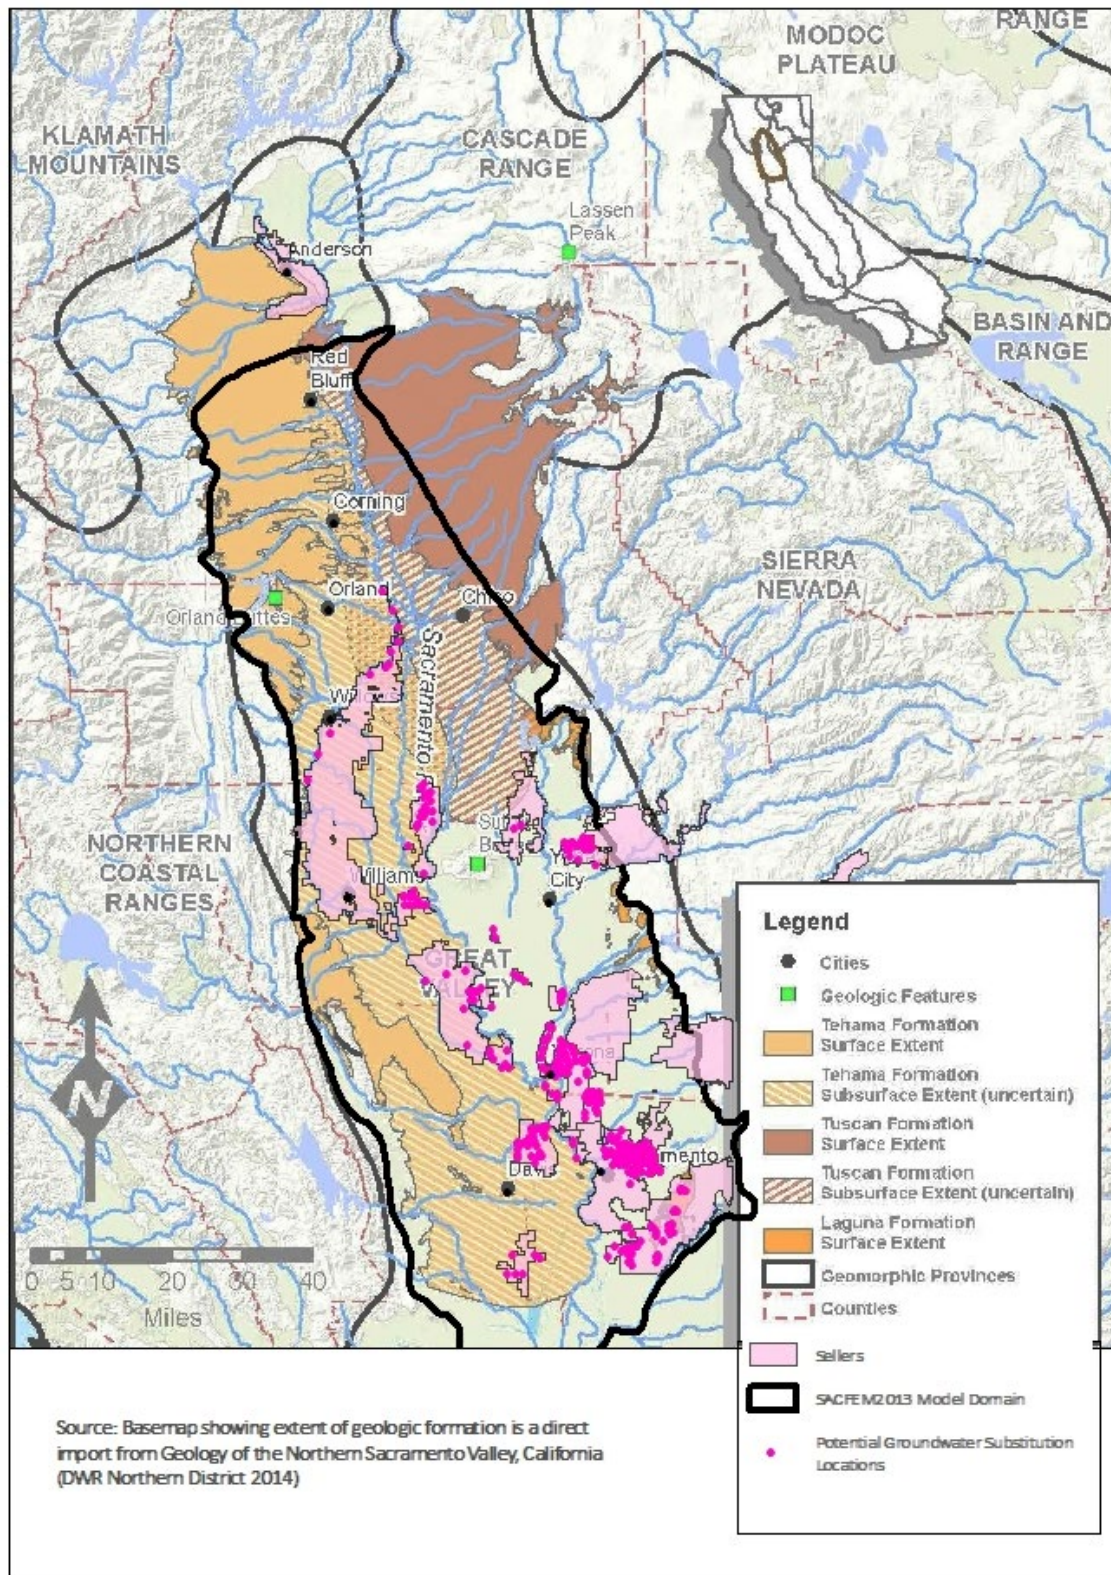 RANGE
MODOC
PLATEAU
KLAMATH
MOUNTAINS
CASCADE
RANGE
Lassen
Peak
Anderson
BASIN AND
RANGE
Red
Bluff
Corning
SIERRA
NEVADA
Orland
Chico
Sacramento
NORTHERN
COASTAL
RANGES
Williams
City
GREAT
VALLEY
Davis
mento
N
0 5 10 20 30 40
Miles
Legend
Cities
Geologic Features
Tehama Formation
Surface Extent
Tehama Formation
Subsurface Extent (uncertain)
Tuscan Formation
Surface Extent
Tuscan Formation
Subsurface Extent (uncertain)
Laguna Formation
Surface Extent
Geomorphic Provinces
Counties
Sellers
SACFEM2013 Model Domain
Potential Groundwater Substitution
Locations
Source: Basemap showing extent of geologic formation is a direct
import from Geology of the Northern Sacramento Valley, California
(DWR Northern District 2014)